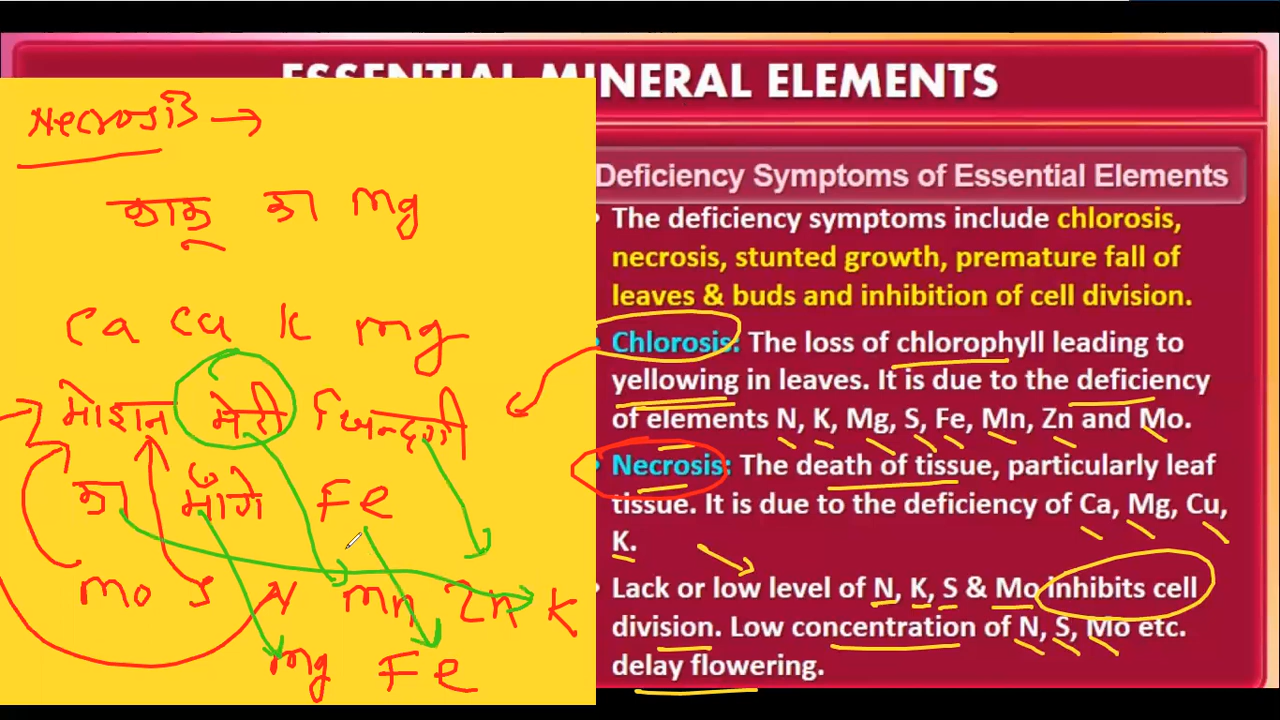 ESSENTIAL MINERAL ELEMENTS
Necrosis →
काक का Mg
Ca Cu K Mg
मोशन मेरी जिन्दगी
का माँगे Fe
Mo S N Mn Zn K
Mg Fe
Deficiency Symptoms of Essential Elements
• The deficiency symptoms include chlorosis,
necrosis, stunted growth, premature fall of
leaves & buds and inhibition of cell division.
• Chlorosis: The loss of chlorophyll leading to
yellowing in leaves. It is due to the deficiency
of elements N, K, Mg, S, Fe, Mn, Zn and Mo.
• Necrosis: The death of tissue, particularly leaf
tissue. It is due to the deficiency of Ca, Mg, Cu,
K.
• Lack or low level of N, K, S & Mo inhibits cell
division. Low concentration of N, S, Mo etc.
delay flowering.